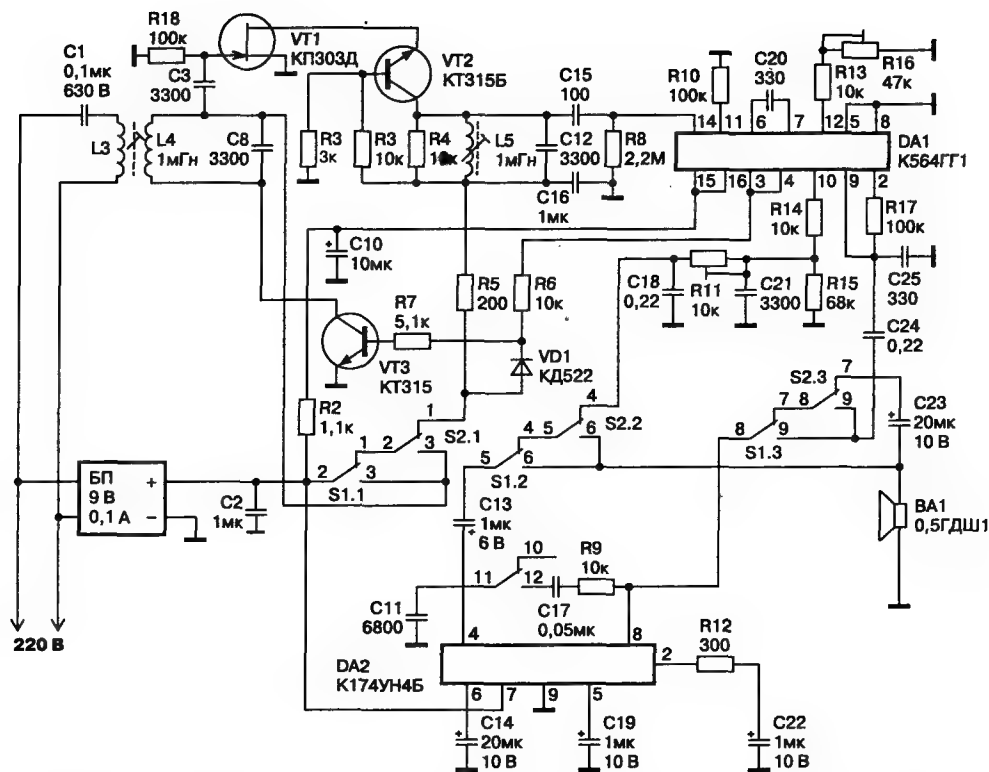 R18
100к
VT1
КП303Д
C1
0,1мк
630 В
C3
3300
VT2
КТ315Б
C15
100
R10
100к
C20
330
R13
10к
R16
47к
L3
L4
1мГн
C8
3300
R3
3к
R3
10к
R4
L5
1мГн
C12
3300
R8
2,2М
C16
1мк
14 11 6 7 12 5 8
DA1
К564ГГ1
15 16 3 4 10 9 2
R14
10к
R17
100к
C10
10мк
R5
200
R6
10к
C18
0,22
R11
10к
C21
3300
R15
68к
C25
330
R7
5,1к
VT3
КТ315
VD1
КД522
C24
0,22
R2
1,1к
1
1 2 3
S2.1
2 3
S1.1
4
S2.2
4 5 6
5 6
S1.2
S2.3
7
7 8 9
8 9
S1.3
C23
20мк
10 В
БП
9 В
0,1 А
+
−
C2
1мк
C13
1мк
+
6 В
BA1
0,5ГДШ1
10
11 12
R9
10к
C11
6800
C17
0,05мк
220 В
4 8
2
R12
300
DA2
К174УН4Б
6 7 9 5
C14
20мк
10 В
C19
1мк
10 В
C22
1мк
10 В